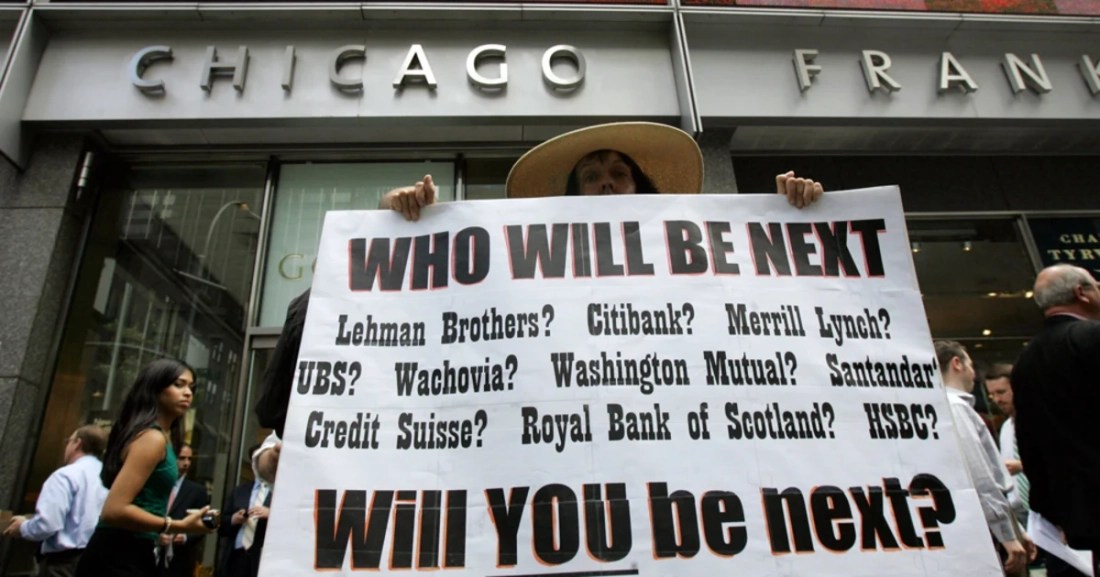 CHICAGO FRANK
WHO WILL BE NEXT
Lehman Brothers? Citibank? Merrill Lynch?
UBS? Wachovia? Washington Mutual? Santandar
Credit Suisse? Royal Bank of Scotland? HSBC?
Will YOU be next?